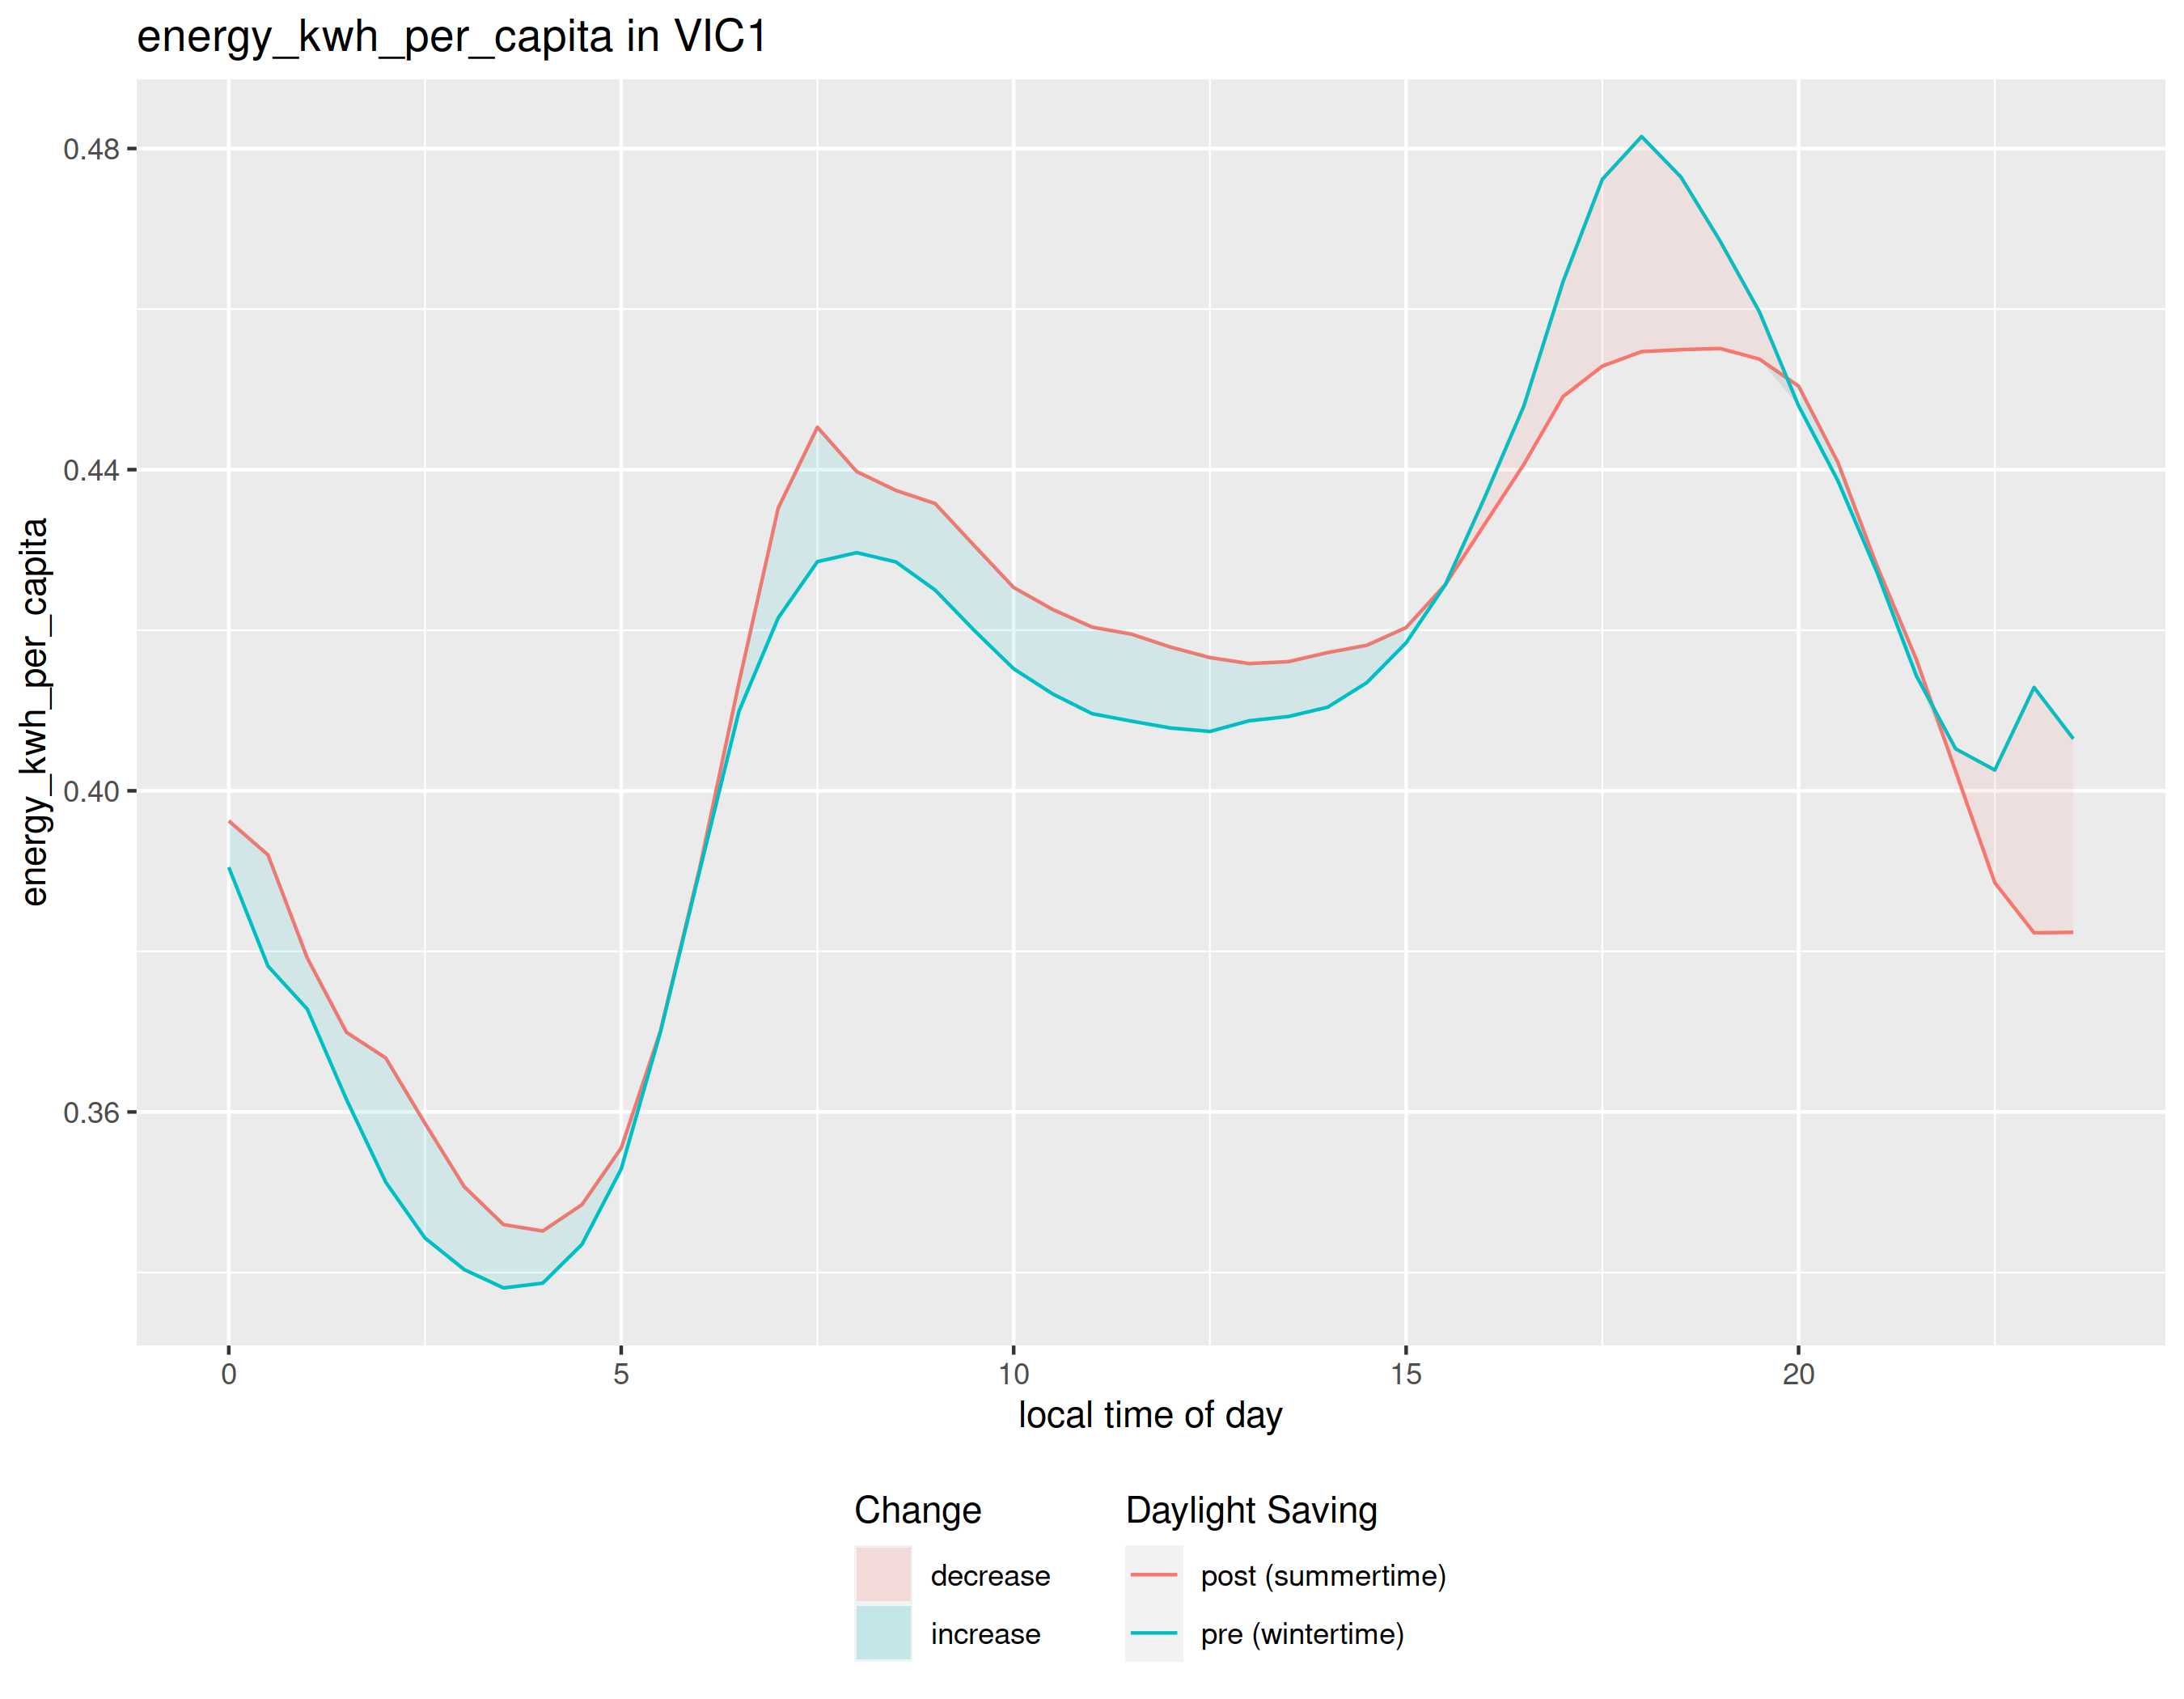 energy_kwh_per_capita in VIC1
energy_kwh_per_capita
0.48
0.44
0.40
0.36
0
5
10
15
20
local time of day
Change
decrease
increase
Daylight Saving
post (summertime)
pre (wintertime)